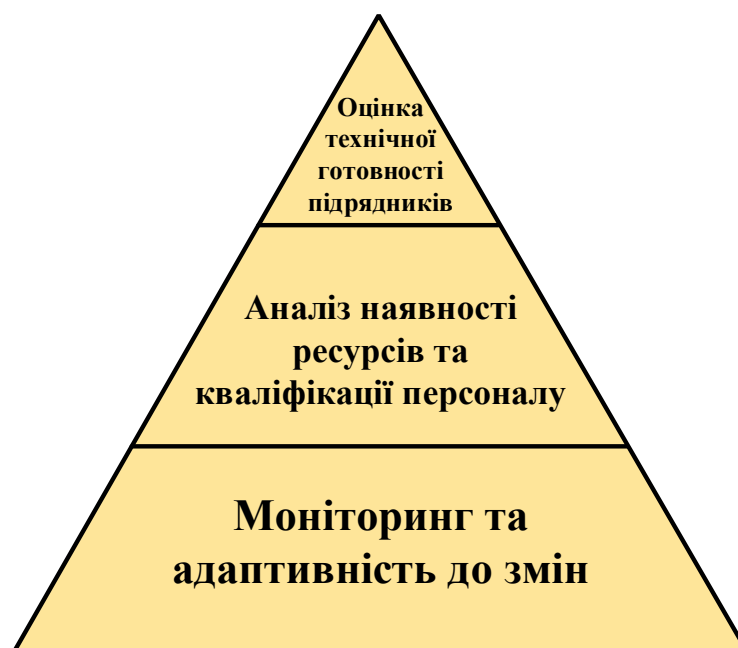 Оцінка
технічної
готовності
підрядників
Аналіз наявності
ресурсів та
кваліфікації персоналу
Моніторинг та
адаптивність до змін